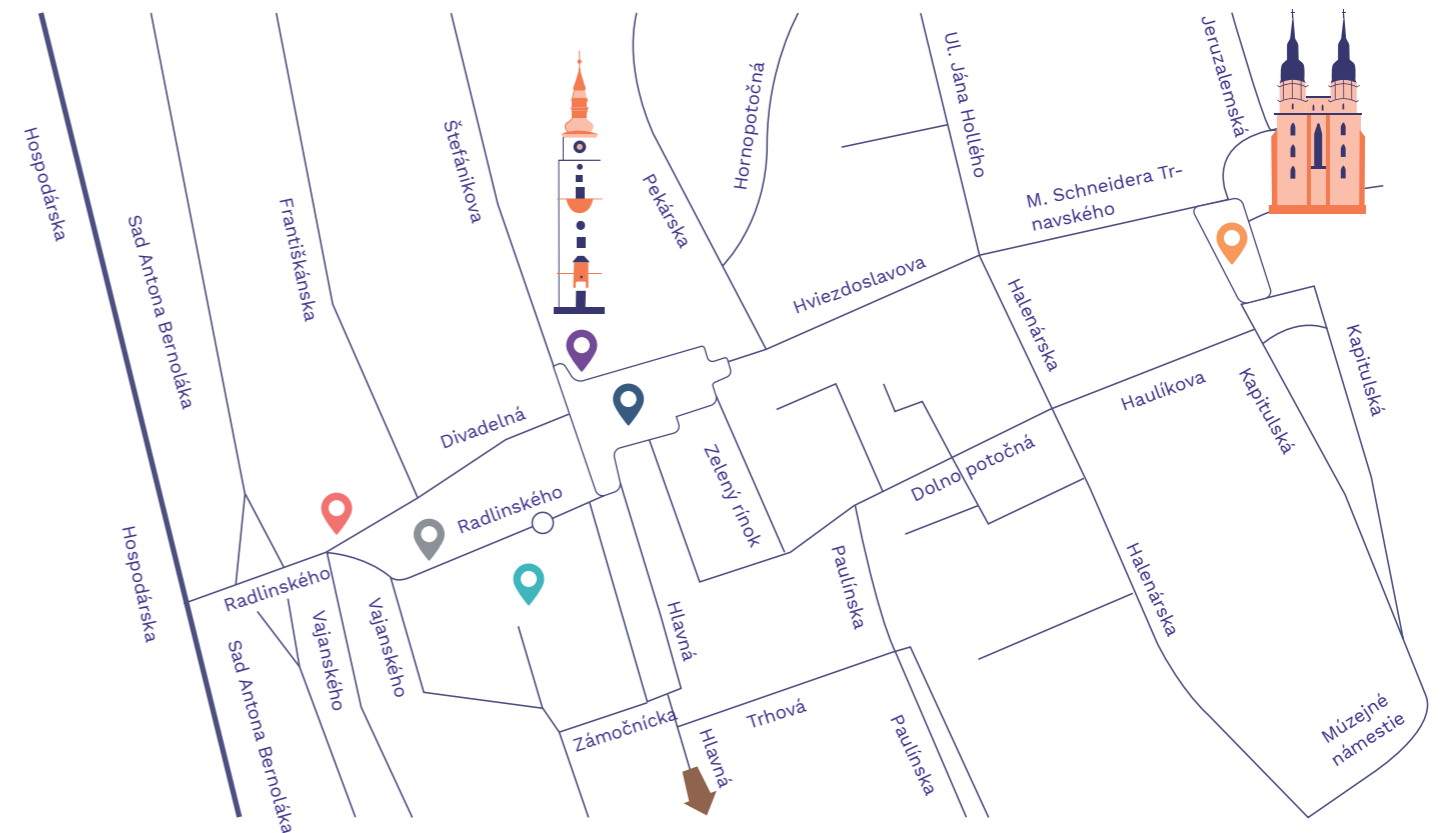 Hospodárska
Sad Antona Bernoláka
Františkánska
Štefánikova
Pekárska
Hornopotočná
Ul. Jána Hollého
Jeruzalemská
M. Schneidera Tr-
navského
Hviezdoslavova
Halenárska
Kapitulská
Kapitulská
Haulíkova
Divadelná
Radlinského
Zelený rínok
Dolno potočná
Hospodárska
Radlinského
Vajanského
Vajanského
Hlavná
Paulínska
Halenárska
Sad Antona Bernoláka
Zámočnícka
Hlavná
Trhová
Paulínska
Múzejné
námestie